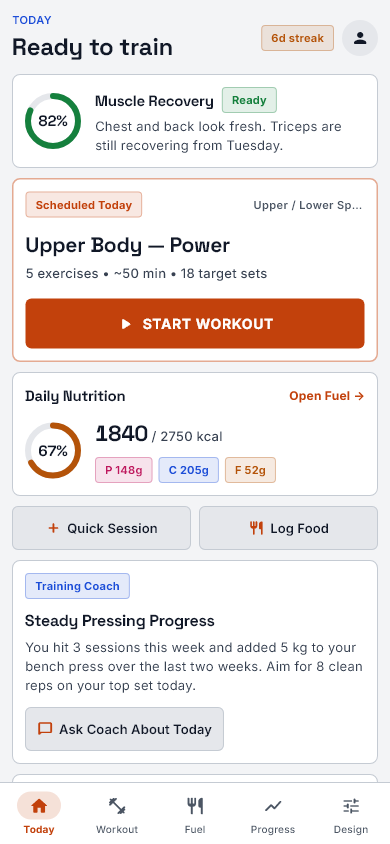 TODAY
Ready to train
6d streak
82%
Muscle Recovery
Ready
Chest and back look fresh. Triceps are
still recovering from Tuesday.
Scheduled Today
Upper / Lower Sp...
Upper Body — Power
5 exercises • ~50 min • 18 target sets
START WORKOUT
Daily Nutrition
Open Fuel →
67%
1840 / 2750 kcal
P 148g
C 205g
F 52g
Quick Session
Log Food
Training Coach
Steady Pressing Progress
You hit 3 sessions this week and added 5 kg to your
bench press over the last two weeks. Aim for 8 clean
reps on your top set today.
Ask Coach About Today
Today
Workout
Fuel
Progress
Design